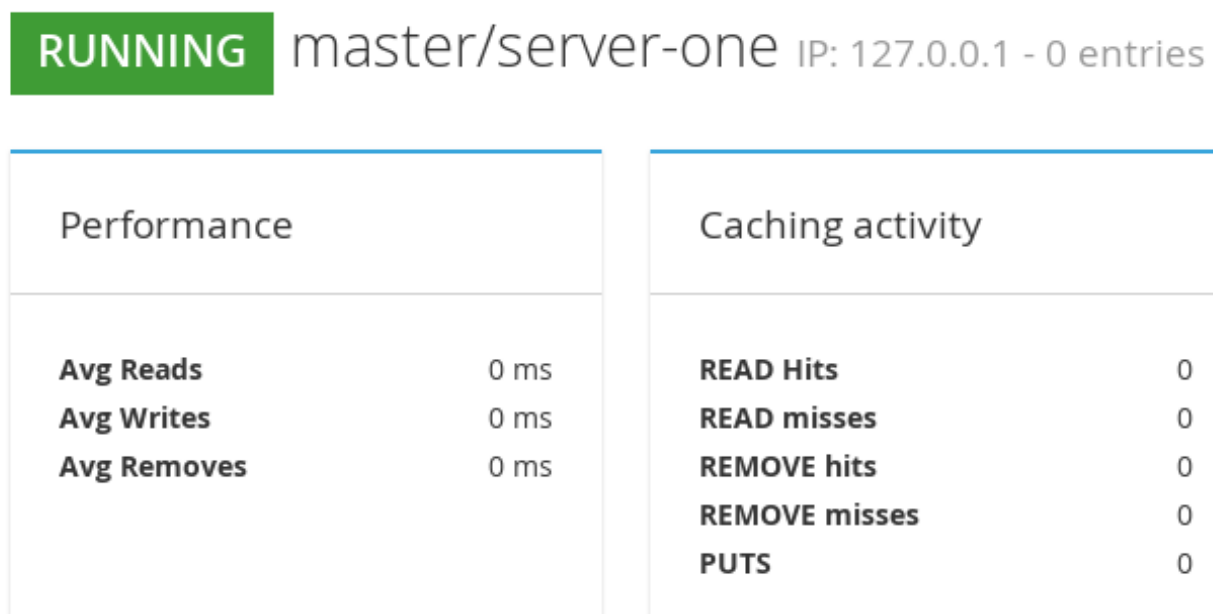 RUNNING master/server-one IP: 127.0.0.1 - 0 entries
Performance
Avg Reads 0 ms
Avg Writes 0 ms
Avg Removes 0 ms
Caching activity
READ Hits 0
READ misses 0
REMOVE hits 0
REMOVE misses 0
PUTS 0